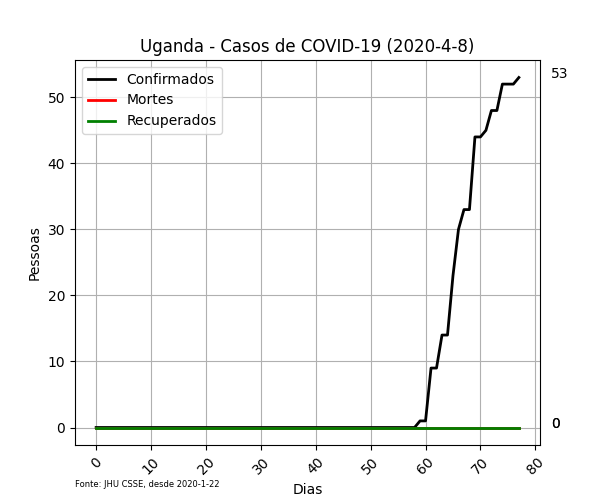 Uganda - Casos de COVID-19 (2020-4-8)
Confirmados
Mortes
Recuperados
53
50
40
30
20
10
0
0
Pessoas
0 10 20 30 40 50 60 70 80
Dias
Fonte: JHU CSSE, desde 2020-1-22